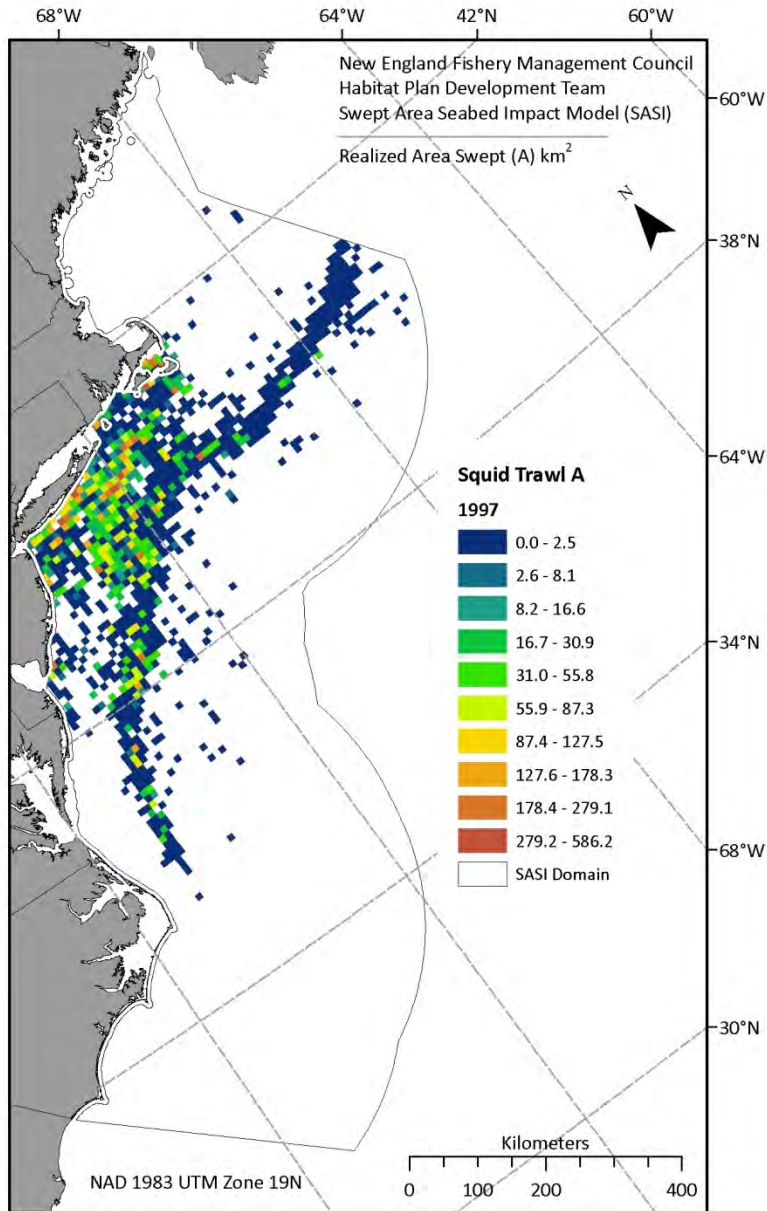 68°W 64°W 42°N 60°W
New England Fishery Management Council
Habitat Plan Development Team
Swept Area Seabed Impact Model (SASI)
Realized Area Swept (A) km²
60°W
N
38°N
64°W
Squid Trawl A
1997
0.0 - 2.5
2.6 - 8.1
8.2 - 16.6
16.7 - 30.9
31.0 - 55.8
55.9 - 87.3
87.4 - 127.5
127.6 - 178.3
178.4 - 279.1
279.2 - 586.2
SASI Domain
34°N
68°W
30°N
Kilometers
0 100 200 400
NAD 1983 UTM Zone 19N